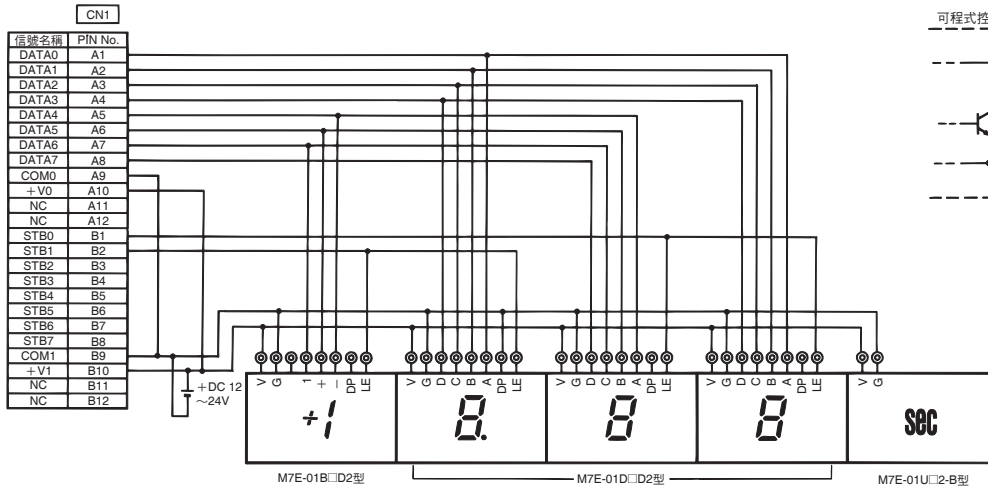 CN1
信號名稱 PIN No.
DATA0 A1
DATA1 A2
DATA2 A3
DATA3 A4
DATA4 A5
DATA5 A6
DATA6 A7
DATA7 A8
COM0 A9
+V0 A10
NC A11
NC A12
STB0 B1
STB1 B2
STB2 B3
STB3 B4
STB4 B5
STB5 B6
STB6 B7
STB7 B8
COM1 B9
+V1 B10
NC B11
NC B12
可程式控
+DC 12
~24V
V G 1 + − DP LE
V G D C B A DP LE
V G D C B A DP LE
V G D C B A DP LE
V G
+1
8.
8
8
sec
M7E-01B□D2型
M7E-01D□D2型
M7E-01U□2-B型